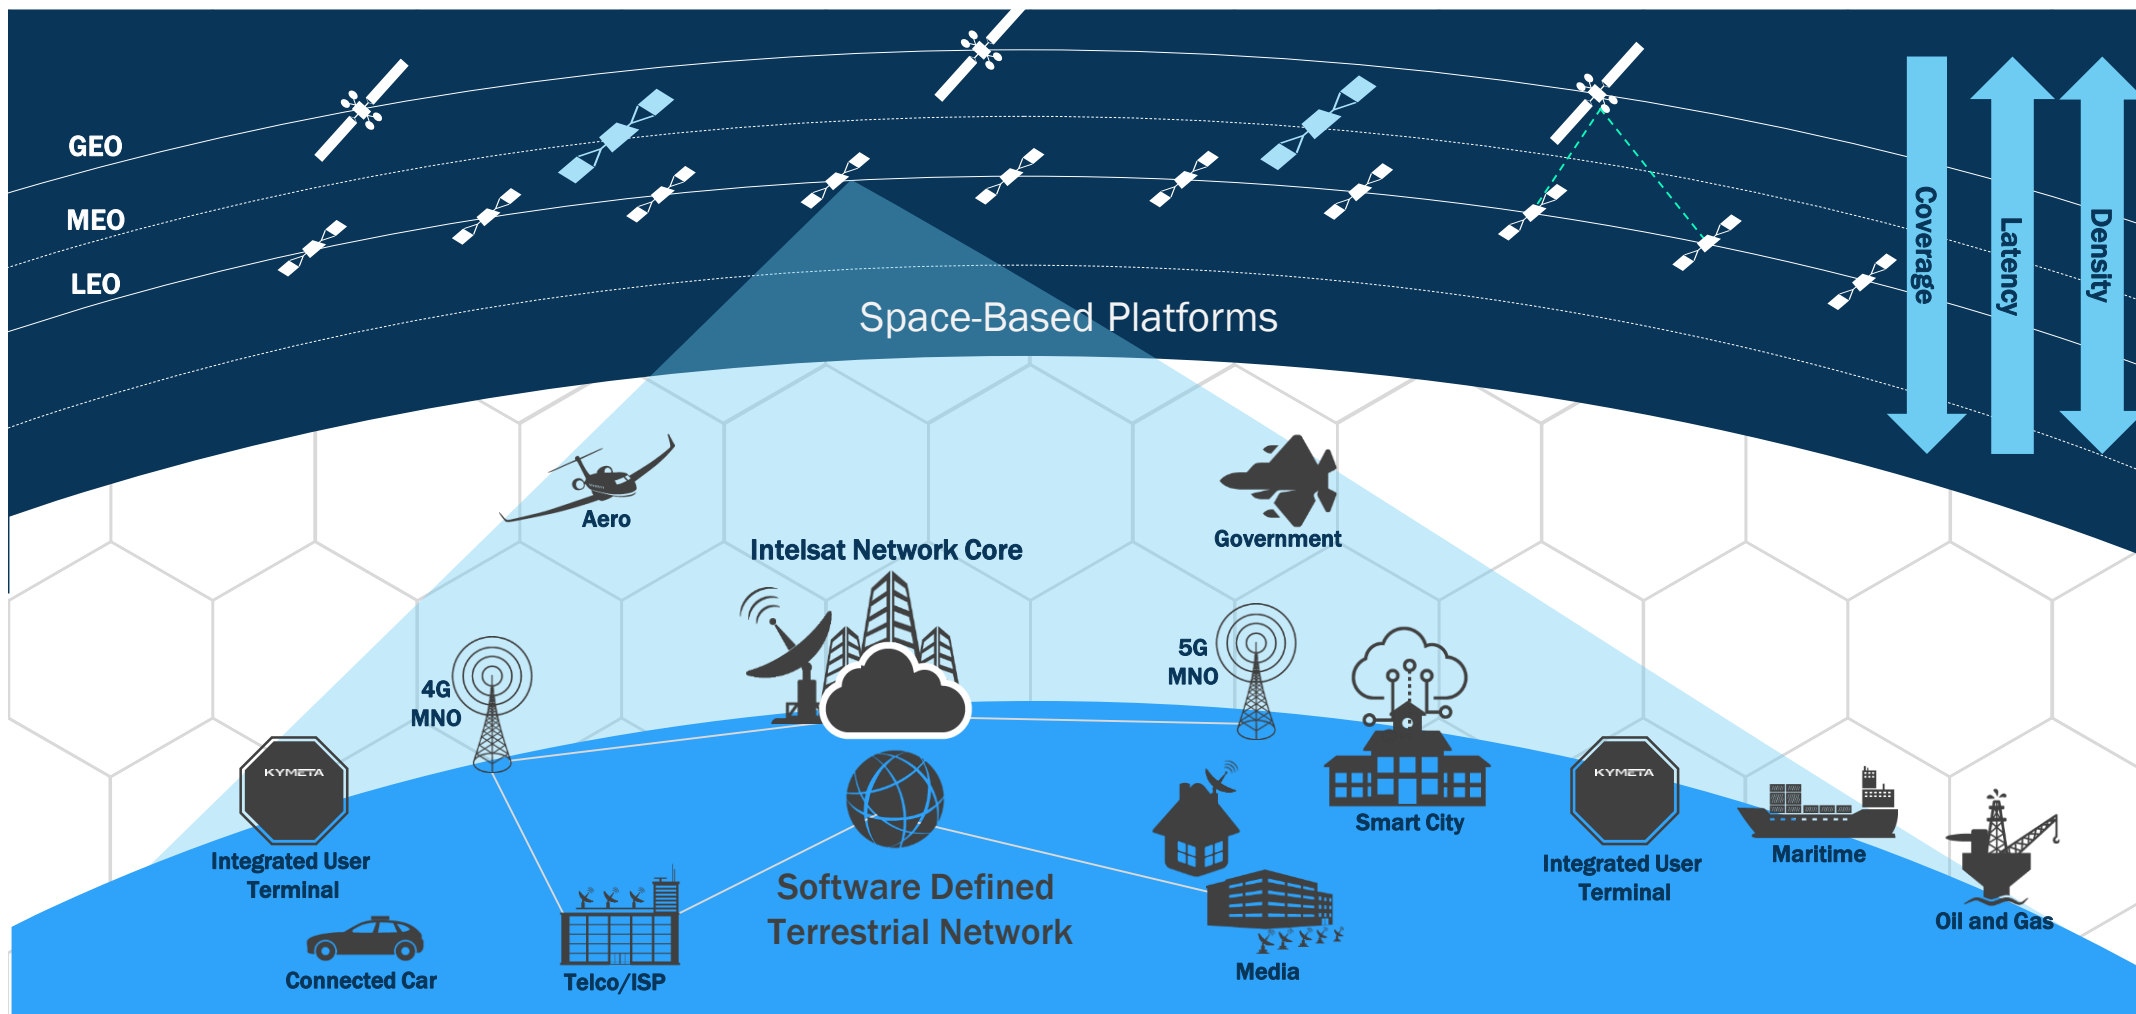 GEO
MEO
LEO
Coverage
Latency
Density
Space-Based Platforms
Aero
Government
Intelsat Network Core
4G
MNO
5G
MNO
KYMETA
Integrated User
Terminal
Smart City
KYMETA
Integrated User
Terminal
Maritime
Oil and Gas
Software Defined
Terrestrial Network
Connected Car
Telco/ISP
Media